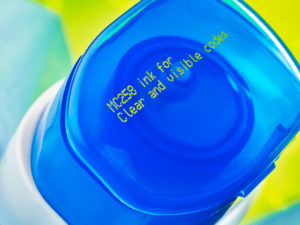 MC258 ink for
Clear and visible codes